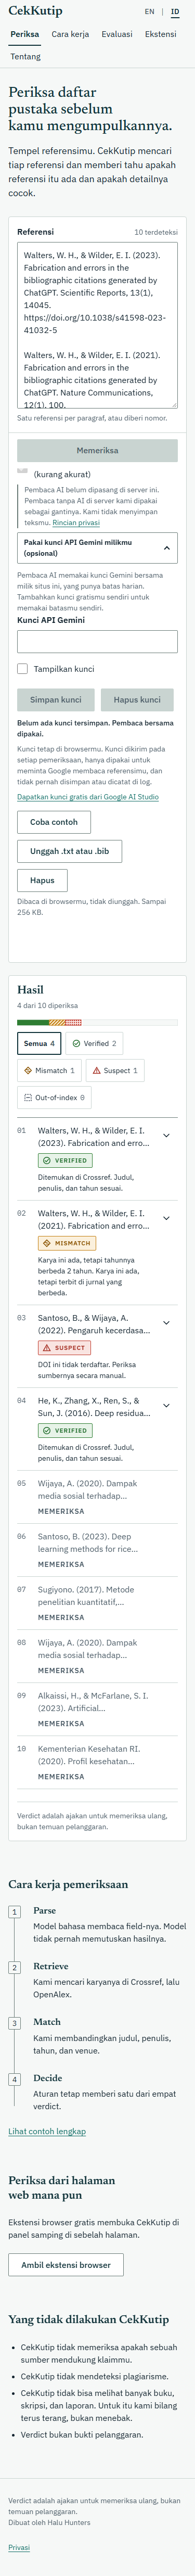 CekKutip
EN | ID
Periksa Cara kerja Evaluasi Ekstensi
Tentang
Periksa daftar
pustaka sebelum
kamu mengumpulkannya.
Tempel referensimu. CekKutip mencari
tiap referensi dan memberi tahu apakah
referensi itu ada dan apakah detailnya
cocok.
Referensi
10 terdeteksi
Walters, W. H., & Wilder, E. I. (2023).
Fabrication and errors in the
bibliographic citations generated by
ChatGPT. Scientific Reports, 13(1),
14045.
https://doi.org/10.1038/s41598-023-
41032-5
Walters, W. H., & Wilder, E. I. (2021).
Fabrication and errors in the
bibliographic citations generated by
ChatGPT. Nature Communications,
12(1), 100.
Satu referensi per paragraf, atau diberi nomor.
Memeriksa
(kurang akurat)
Pembaca AI belum dipasang di server ini.
Pembaca tanpa AI di server kami dipakai
sebagai gantinya. Kami tidak menyimpan
teksmu. Rincian privasi
Pakai kunci API Gemini milikmu
(opsional)
Pembaca AI memakai kunci Gemini bersama
milik situs ini, yang punya batas harian.
Tambahkan kunci gratismu sendiri untuk
memakai batasmu sendiri.
Kunci API Gemini
Tampilkan kunci
Simpan kunci
Hapus kunci
Belum ada kunci tersimpan. Pembaca bersama
dipakai.
Kunci tetap di browsermu. Kunci dikirim pada
setiap pemeriksaan, hanya dipakai untuk
meminta Google membaca referensimu, dan
tidak pernah disimpan atau dicatat di log.
Dapatkan kunci gratis dari Google AI Studio
Coba contoh
Unggah .txt atau .bib
Hapus
Dibaca di browsermu, tidak diunggah. Sampai
256 KB.
Hasil
4 dari 10 diperiksa
Semua 4
Verified 2
Mismatch 1
Suspect 1
Out-of-index 0
01 Walters, W. H., & Wilder, E. I.
(2023). Fabrication and erro...
VERIFIED
Ditemukan di Crossref. Judul,
penulis, dan tahun sesuai.
02 Walters, W. H., & Wilder, E. I.
(2021). Fabrication and erro...
MISMATCH
Karya ini ada, tetapi tahunnya
berbeda 2 tahun. Karya ini ada,
tetapi terbit di jurnal yang
berbeda.
03 Santoso, B., & Wijaya, A.
(2022). Pengaruh kecerdasa...
SUSPECT
DOI ini tidak terdaftar. Periksa
sumbernya secara manual.
04 He, K., Zhang, X., Ren, S., &
Sun, J. (2016). Deep residua...
VERIFIED
Ditemukan di Crossref. Judul,
penulis, dan tahun sesuai.
05 Wijaya, A. (2020). Dampak
media sosial terhadap...
MEMERIKSA
06 Santoso, B. (2023). Deep
learning methods for rice...
MEMERIKSA
07 Sugiyono. (2017). Metode
penelitian kuantitatif,...
MEMERIKSA
08 Wijaya, A. (2020). Dampak
media sosial terhadap...
MEMERIKSA
09 Alkaissi, H., & McFarlane, S. I.
(2023). Artificial...
MEMERIKSA
10 Kementerian Kesehatan RI.
(2020). Profil kesehatan...
MEMERIKSA
Verdict adalah ajakan untuk memeriksa ulang,
bukan temuan pelanggaran.
Cara kerja pemeriksaan
1 Parse
Model bahasa membaca field-nya. Model
tidak pernah memutuskan hasilnya.
2 Retrieve
Kami mencari karyanya di Crossref, lalu
OpenAlex.
3 Match
Kami membandingkan judul, penulis,
tahun, dan venue.
4 Decide
Aturan tetap memberi satu dari empat
verdict.
Lihat contoh lengkap
Periksa dari halaman
web mana pun
Ekstensi browser gratis membuka CekKutip di
panel samping di sebelah halaman.
Ambil ekstensi browser
Yang tidak dilakukan CekKutip
• CekKutip tidak memeriksa apakah sebuah
sumber mendukung klaimmu.
• CekKutip tidak mendeteksi plagiarisme.
• CekKutip tidak bisa melihat banyak buku,
skripsi, dan laporan. Untuk itu kami bilang
terus terang, bukan menebak.
• Verdict bukan bukti pelanggaran.
Verdict adalah ajakan untuk memeriksa ulang, bukan
temuan pelanggaran.
Dibuat oleh Halu Hunters
Privasi